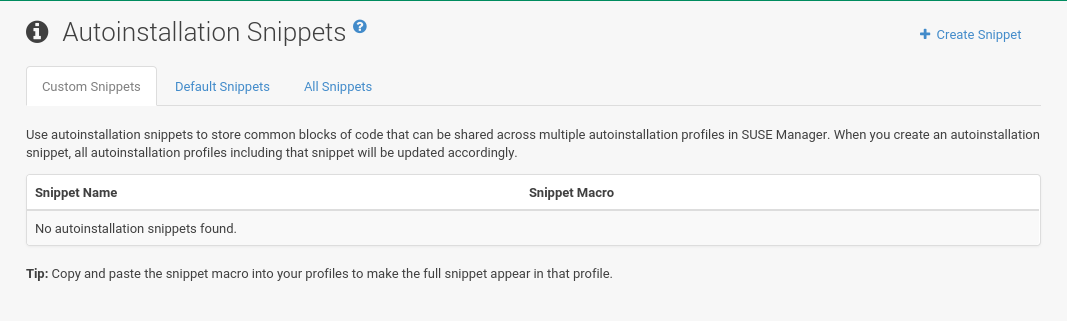 Autoinstallation Snippets
Create Snippet
Custom Snippets
Default Snippets
All Snippets
Use autoinstallation snippets to store common blocks of code that can be shared across multiple autoinstallation profiles in SUSE Manager. When you create an autoinstallation
snippet, all autoinstallation profiles including that snippet will be updated accordingly.
Snippet Name
Snippet Macro
No autoinstallation snippets found.
Tip: Copy and paste the snippet macro into your profiles to make the full snippet appear in that profile.